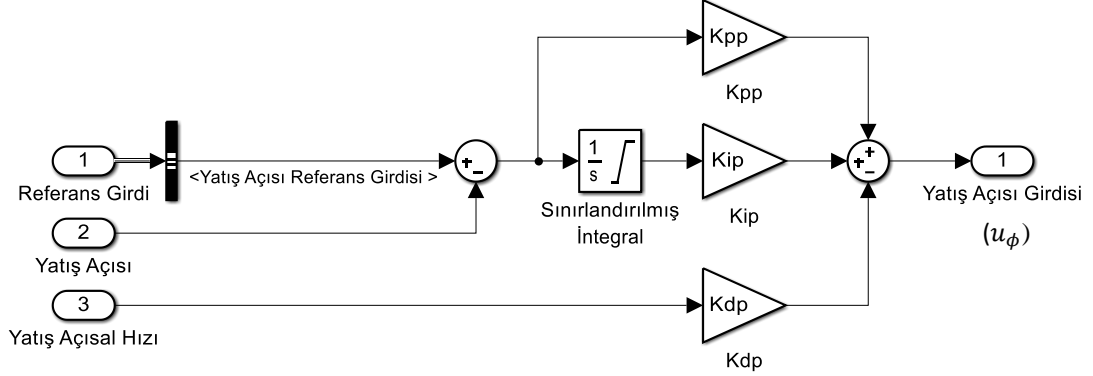 Kpp
Kpp
1
Referans Girdi
<Yatış Açısı Referans Girdisi >
+
−
1
s
Sınırlandırılmış
İntegral
Kip
Kip
+
+
−
1
Yatış Açısı Girdisi
(uϕ)
2
Yatış Açısı
3
Yatış Açısal Hızı
Kdp
Kdp